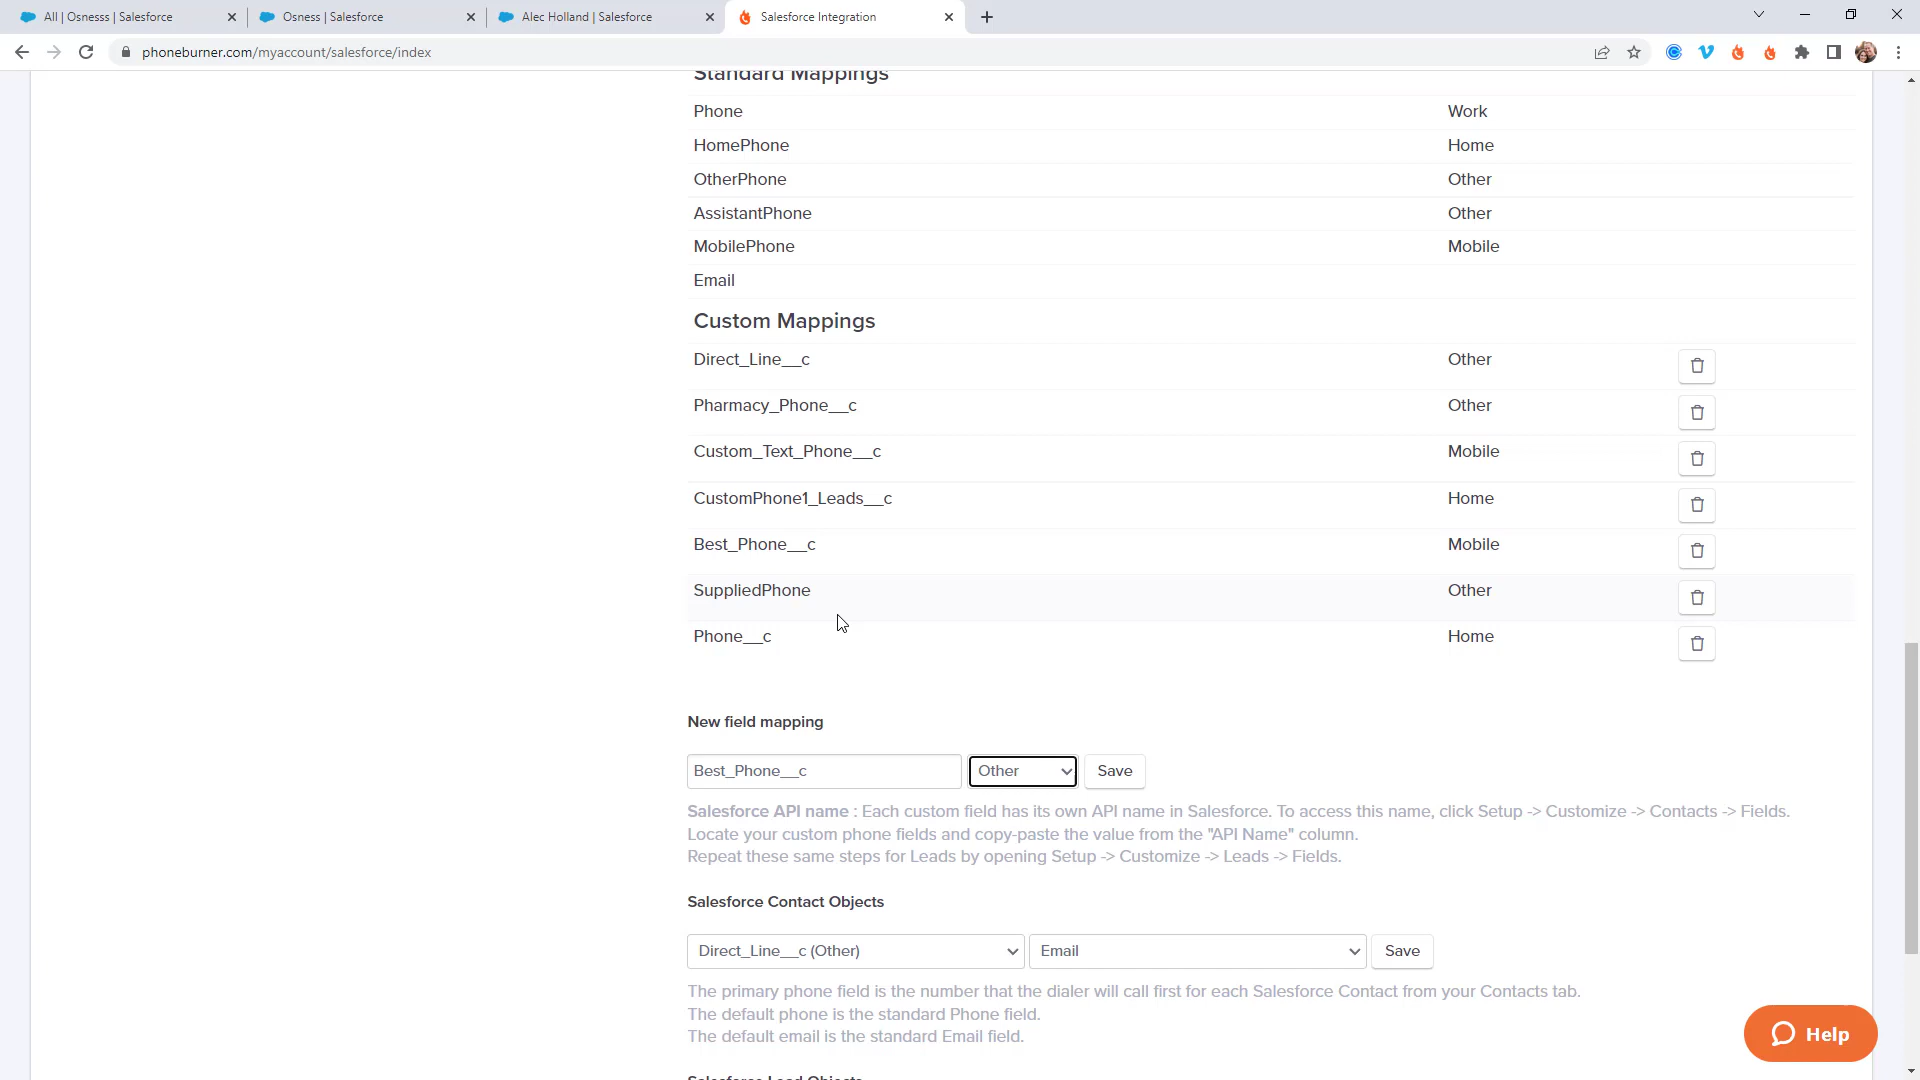 All | Osnesss | Salesforce
Osness | Salesforce
Alec Holland | Salesforce
Salesforce Integration
phoneburner.com/myaccount/salesforce/index
Standard Mappings
Phone Work
HomePhone Home
OtherPhone Other
AssistantPhone Other
MobilePhone Mobile
Email
Custom Mappings
Direct_Line__c Other
Pharmacy_Phone__c Other
Custom_Text_Phone__c Mobile
CustomPhone1_Leads__c Home
Best_Phone__c Mobile
SuppliedPhone Other
Phone__c Home
New field mapping
Best_Phone__c Other Save
Salesforce API name : Each custom field has its own API name in Salesforce. To access this name, click Setup -> Customize -> Contacts -> Fields.
Locate your custom phone fields and copy-paste the value from the "API Name" column.
Repeat these same steps for Leads by opening Setup -> Customize -> Leads -> Fields.
Salesforce Contact Objects
Direct_Line__c (Other) Email Save
The primary phone field is the number that the dialer will call first for each Salesforce Contact from your Contacts tab.
The default phone is the standard Phone field.
The default email is the standard Email field.
Help
Salesforce Lead Objects